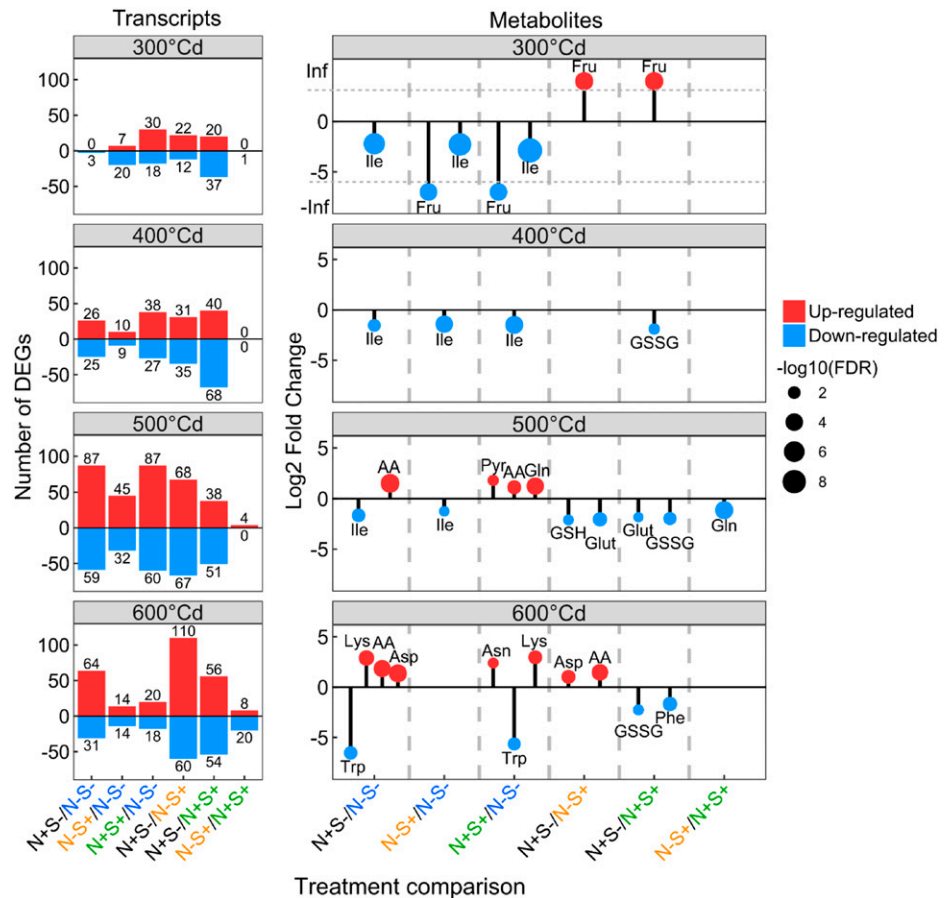 Transcripts
Metabolites
300°Cd
300°Cd
100
50
0
-50
0 7 30 22 20 0
3 20 18 12 37 1
Inf
0
-5
-Inf
Fru Fru
Ile Ile Ile
Fru Fru
400°Cd
400°Cd
100
50
0
-50
26 10 38 31 40 0
25 9 27 35 68 0
5
0
-5
Ile Ile Ile GSSG
500°Cd
500°Cd
100
50
0
-50
87 45 87 68 38 4
59 32 60 67 51 0
5
0
-5
AA Pyr AA Gln
Ile Ile GSH Glut Glut GSSG Gln
600°Cd
600°Cd
100
50
0
-50
64 14 20 110 56 8
31 14 18 60 54 20
5
0
-5
Lys AA Asp Asn Lys Asp AA
Trp Trp GSSG Phe
Number of DEGs
Log2 Fold Change
N+S-/N-S-
N-S+/N-S-
N+S+/N-S-
N+S-/N-S+
N+S-/N+S+
N-S+/N+S+
N+S-/N-S-
N-S+/N-S-
N+S+/N-S-
N+S-/N-S+
N+S-/N+S+
N-S+/N+S+
Treatment comparison
Up-regulated
Down-regulated
-log10(FDR)
2
4
6
8